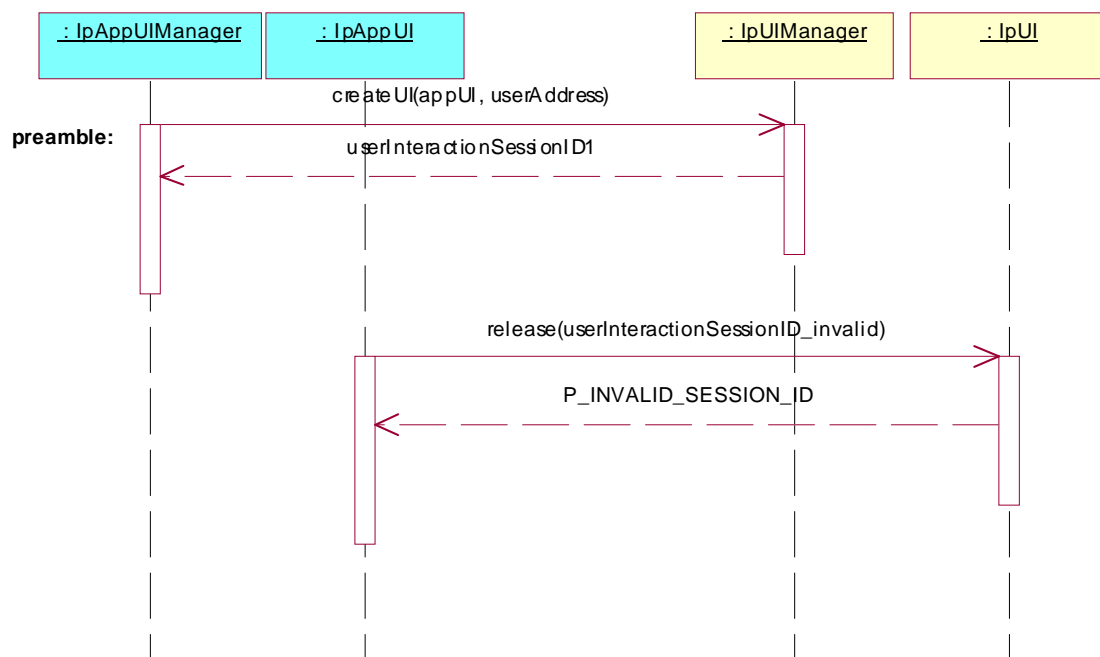 : IpAppUIManager
: IpAppUI
: IpUIManager
: IpUI
createUI(appUI, userAddress)
preamble:
userInteractionSessionID1
release(userInteractionSessionID_invalid)
P_INVALID_SESSION_ID